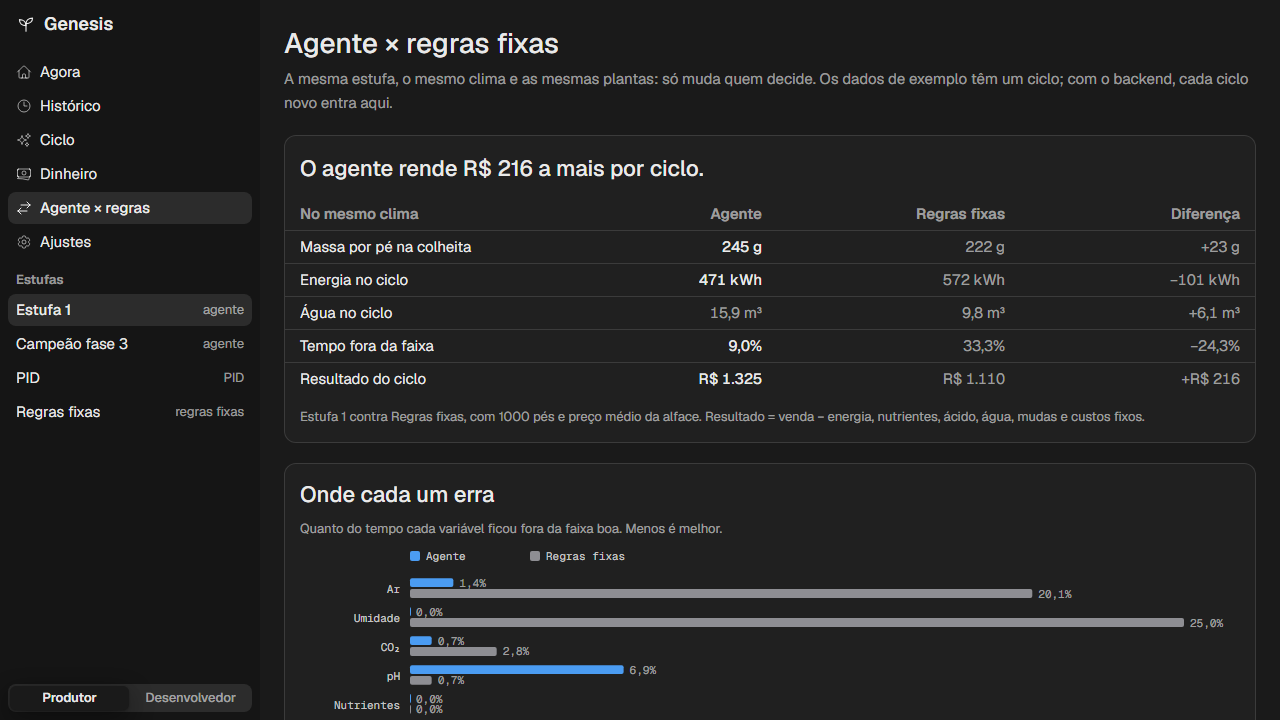 Genesis
Agora
Histórico
Ciclo
Dinheiro
Agente × regras
Ajustes
Estufas
Estufa 1 agente
Campeão fase 3 agente
PID PID
Regras fixas regras fixas
Produtor Desenvolvedor
Agente × regras fixas
A mesma estufa, o mesmo clima e as mesmas plantas: só muda quem decide. Os dados de exemplo têm um ciclo; com o backend, cada ciclo
novo entra aqui.
O agente rende R$ 216 a mais por ciclo.
No mesmo clima Agente Regras fixas Diferença
Massa por pé na colheita 245 g 222 g +23 g
Energia no ciclo 471 kWh 572 kWh −101 kWh
Água no ciclo 15,9 m³ 9,8 m³ +6,1 m³
Tempo fora da faixa 9,0% 33,3% −24,3%
Resultado do ciclo R$ 1.325 R$ 1.110 +R$ 216
Estufa 1 contra Regras fixas, com 1000 pés e preço médio da alface. Resultado = venda − energia, nutrientes, ácido, água, mudas e custos fixos.
Onde cada um erra
Quanto do tempo cada variável ficou fora da faixa boa. Menos é melhor.
Agente Regras fixas
Ar 1,4% 20,1%
Umidade 0,0% 25,0%
CO₂ 0,7% 2,8%
pH 6,9% 0,7%
Nutrientes 0,0% 0,0%